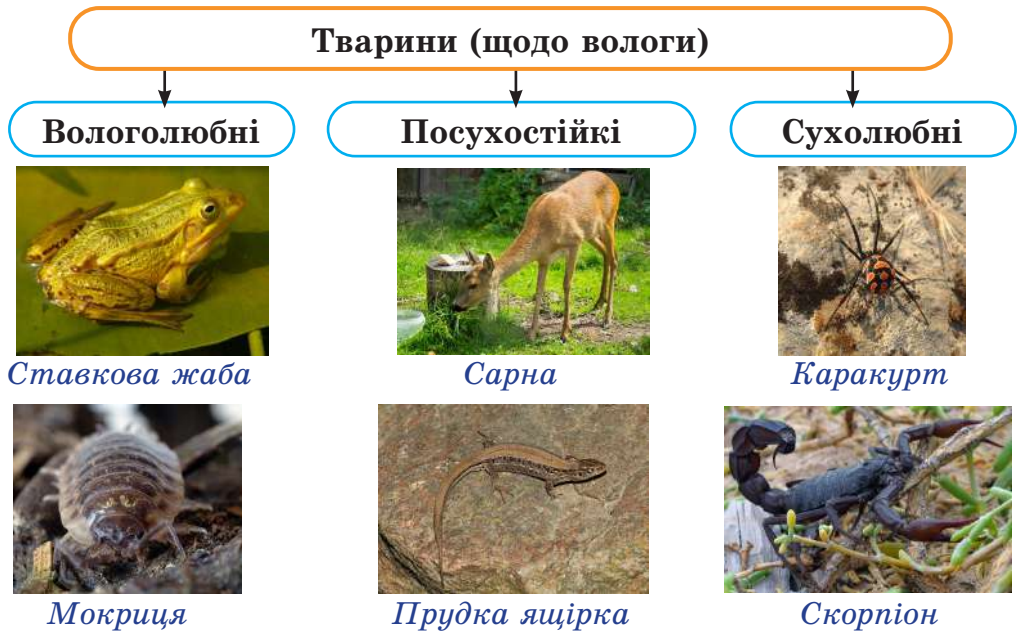 Тварини (щодо вологи)
Вологолюбні
Посухостійкі
Сухолюбні
Ставкова жаба
Сарна
Каракурт
Мокриця
Прудка ящірка
Скорпіон